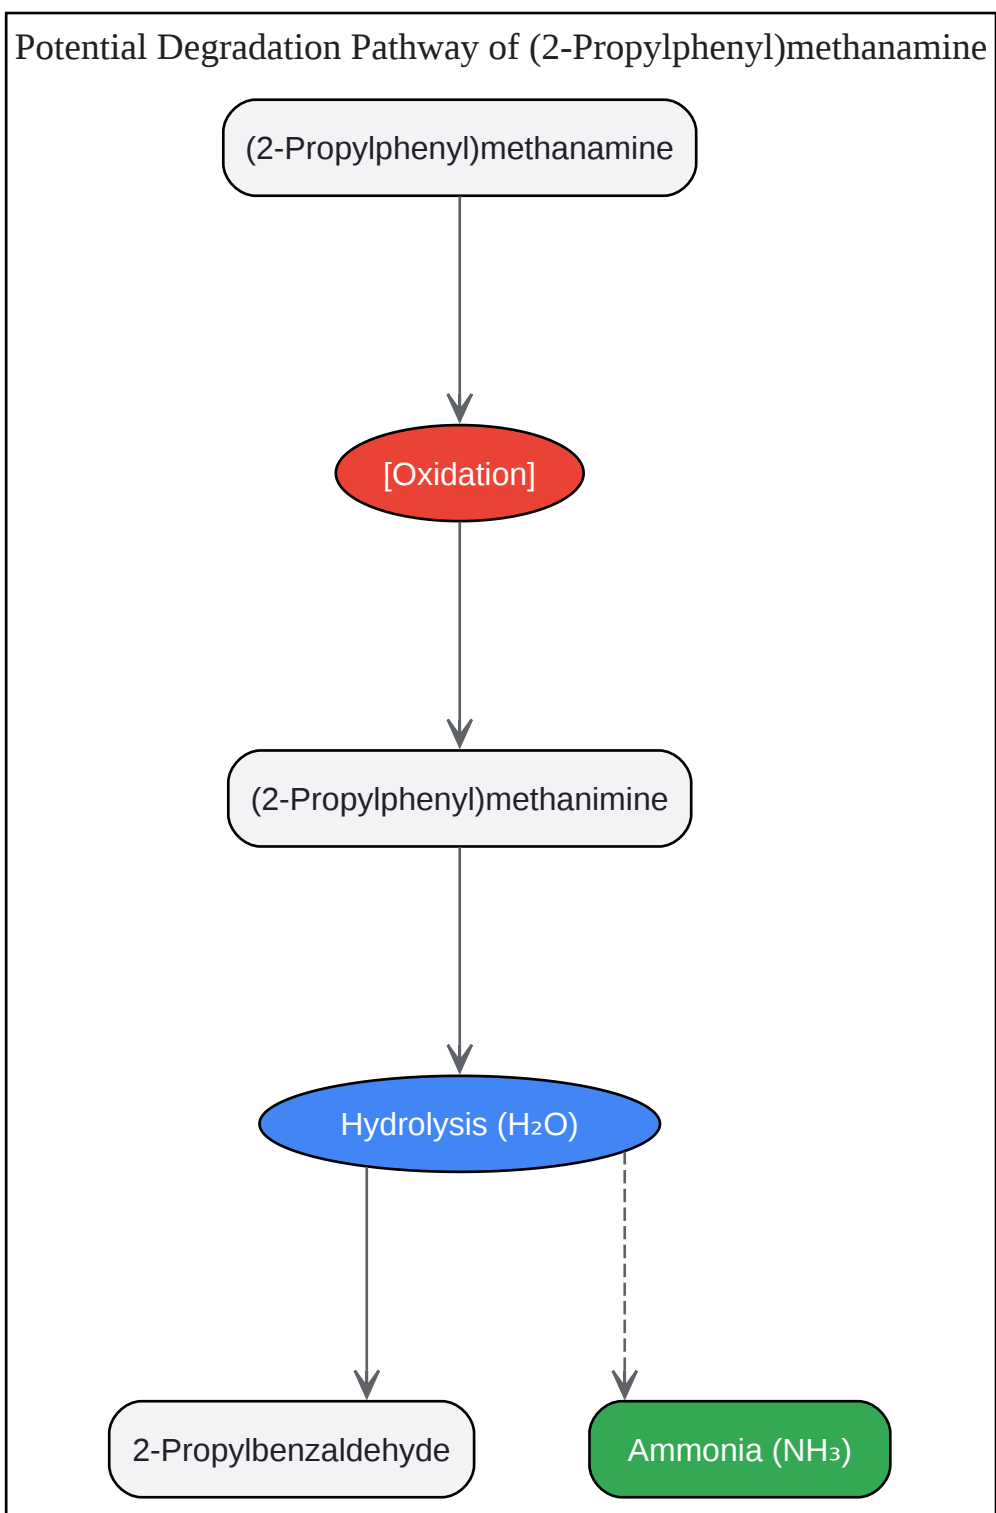 Potential Degradation Pathway of (2-Propylphenyl)methanamine
(2-Propylphenyl)methanamine
[Oxidation]
(2-Propylphenyl)methanimine
Hydrolysis (H₂O)
2-Propylbenzaldehyde
Ammonia (NH₃)